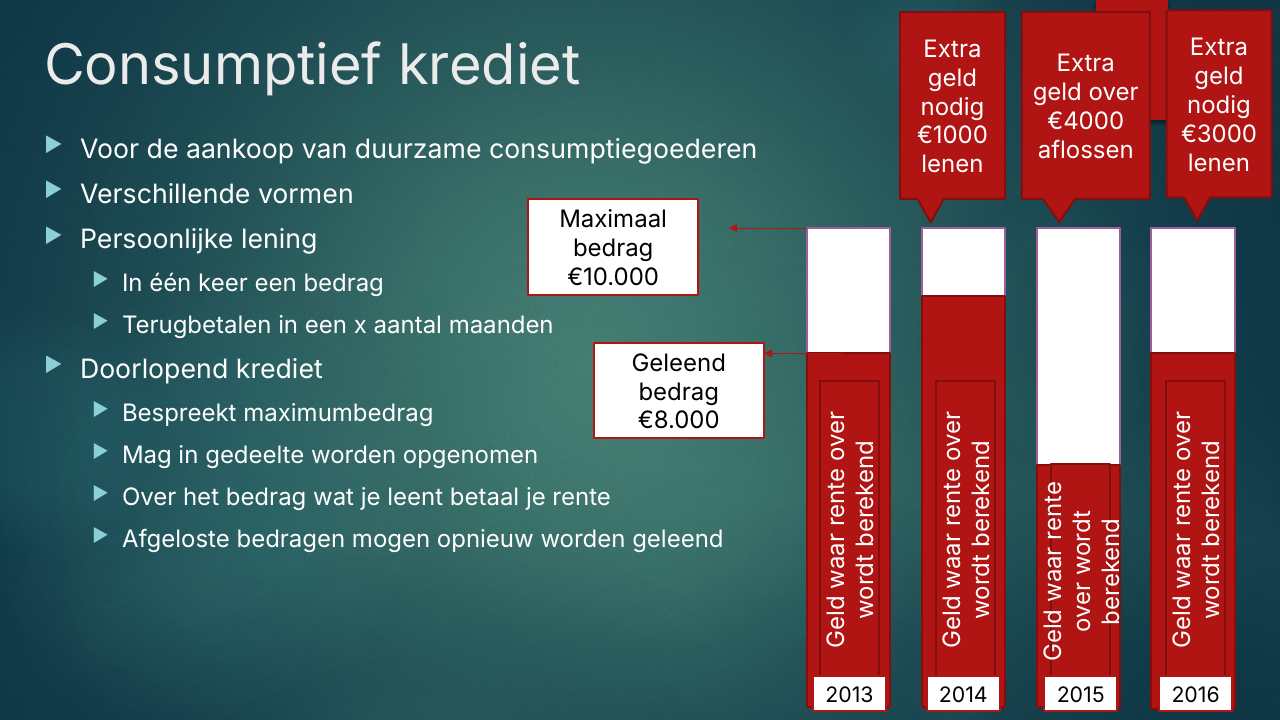 Consumptief krediet
Voor de aankoop van duurzame consumptiegoederen
Verschillende vormen
Persoonlijke lening
In één keer een bedrag
Terugbetalen in een x aantal maanden
Doorlopend krediet
Bespreekt maximumbedrag
Mag in gedeelte worden opgenomen
Over het bedrag wat je leent betaal je rente
Afgeloste bedragen mogen opnieuw worden geleend
Maximaal
bedrag
€10.000
Geleend
bedrag
€8.000
Extra
geld
nodig
€1000
lenen
Extra
geld over
€4000
aflossen
Extra
geld
nodig
€3000
lenen
Geld waar rente over
wordt berekend
2013
Geld waar rente over
wordt berekend
2014
Geld waar rente
over wordt
berekend
2015
Geld waar rente over
wordt berekend
2016